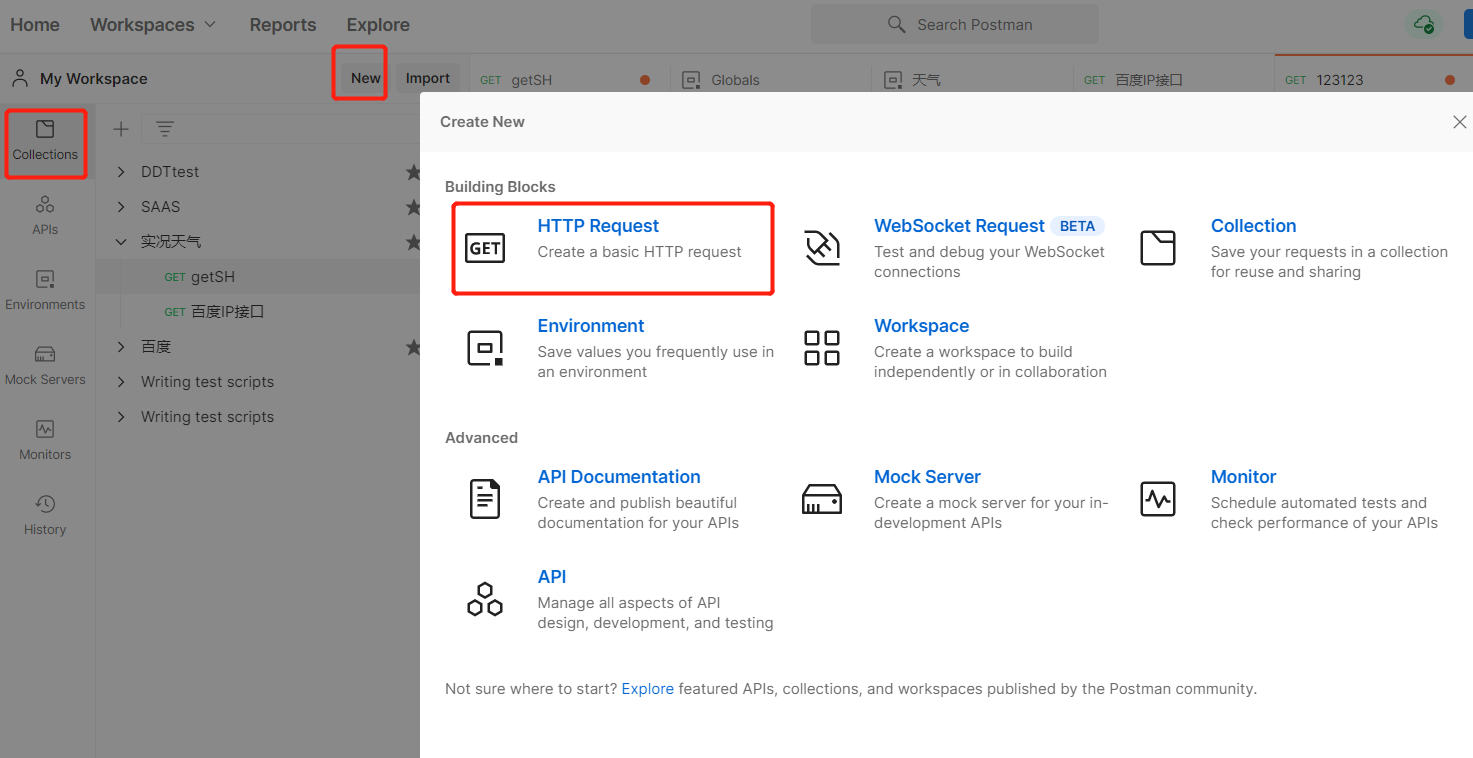 Home Workspaces Reports Explore Search Postman
My Workspace New Import GET getSH Globals 天气 GET 百度IP接口 GET 123123
Collections
APIs
Environments
Mock Servers
Monitors
History
DDTtest
SAAS
实况天气
GET getSH
GET 百度IP接口
百度
Writing test scripts
Writing test scripts
Create New
Building Blocks
GET
HTTP Request
Create a basic HTTP request
WebSocket Request BETA
Test and debug your WebSocket
connections
Collection
Save your requests in a collection
for reuse and sharing
Environment
Save values you frequently use in
an environment
Workspace
Create a workspace to build
independently or in collaboration
Advanced
API Documentation
Create and publish beautiful
documentation for your APIs
Mock Server
Create a mock server for your in-
development APIs
Monitor
Schedule automated tests and
check performance of your APIs
API
Manage all aspects of API
design, development, and testing
Not sure where to start? Explore featured APIs, collections, and workspaces published by the Postman community.